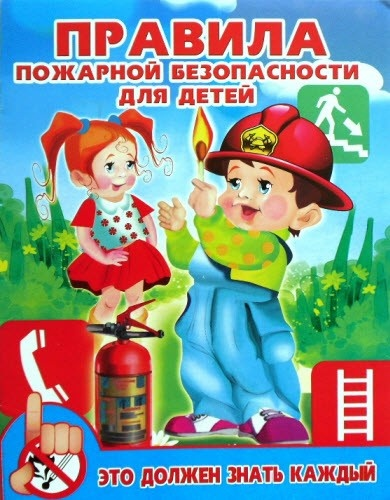 ПРАВИЛА
ПОЖАРНОЙ БЕЗОПАСНОСТИ
ДЛЯ ДЕТЕЙ
ЭТО ДОЛЖЕН ЗНАТЬ КАЖДЫЙ